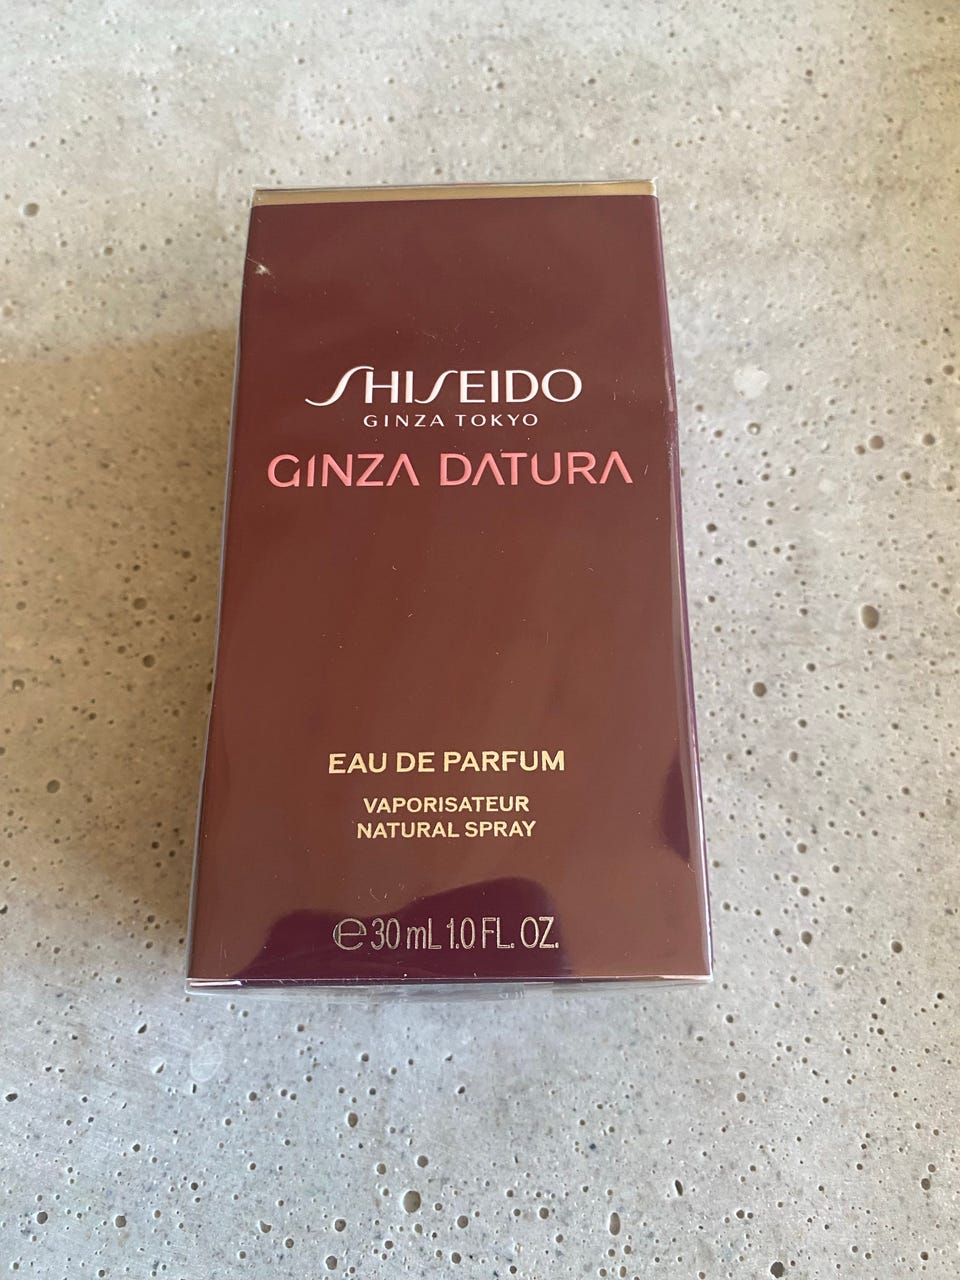 SHISEIDO
GINZA TOKYO
GINZA DATURA
EAU DE PARFUM
VAPORISATEUR
NATURAL SPRAY
℮ 30 mL 1.0 FL. OZ.